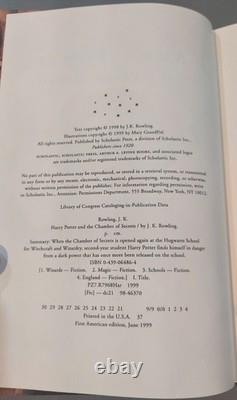 Text copyright © 1998 by J.K. Rowling.
Illustrations copyright © 1999 by Mary GrandPré
All rights reserved. Published by Scholastic Press, a division of Scholastic Inc.,
Publishers since 1920
SCHOLASTIC, SCHOLASTIC PRESS, ARTHUR A. LEVINE BOOKS, and associated logos
are trademarks and/or registered trademarks of Scholastic Inc.
No part of this publication may be reproduced, or stored in a retrieval system, or transmitted
in any form or by any means, electronic, mechanical, photocopying, recording, or otherwise,
without written permission of the publisher. For information regarding permission, write
to Scholastic Inc., Attention: Permissions Department, 555 Broadway, New York, NY 10012.
Library of Congress Cataloging-in-Publication Data
Rowling, J. K.
Harry Potter and the Chamber of Secrets / by J. K. Rowling.
p. cm.
Summary: When the Chamber of Secrets is opened again at the Hogwarts School
for Witchcraft and Wizardry, second-year student Harry Potter finds himself in danger
from a dark power that has once more been released on the school.
ISBN 0-439-06486-4
[1. Wizards — Fiction. 2. Magic — Fiction. 3. Schools — Fiction.
4. England — Fiction.] I. Title.
PZ7.R7968Har 1999
[Fic] — dc21 98-46370
30 29 28 27 26 25 24 23 22 21 9/9 0/0 1 2 3 4
Printed in the U.S.A. 37
First American edition, June 1999
ebay
withCargo